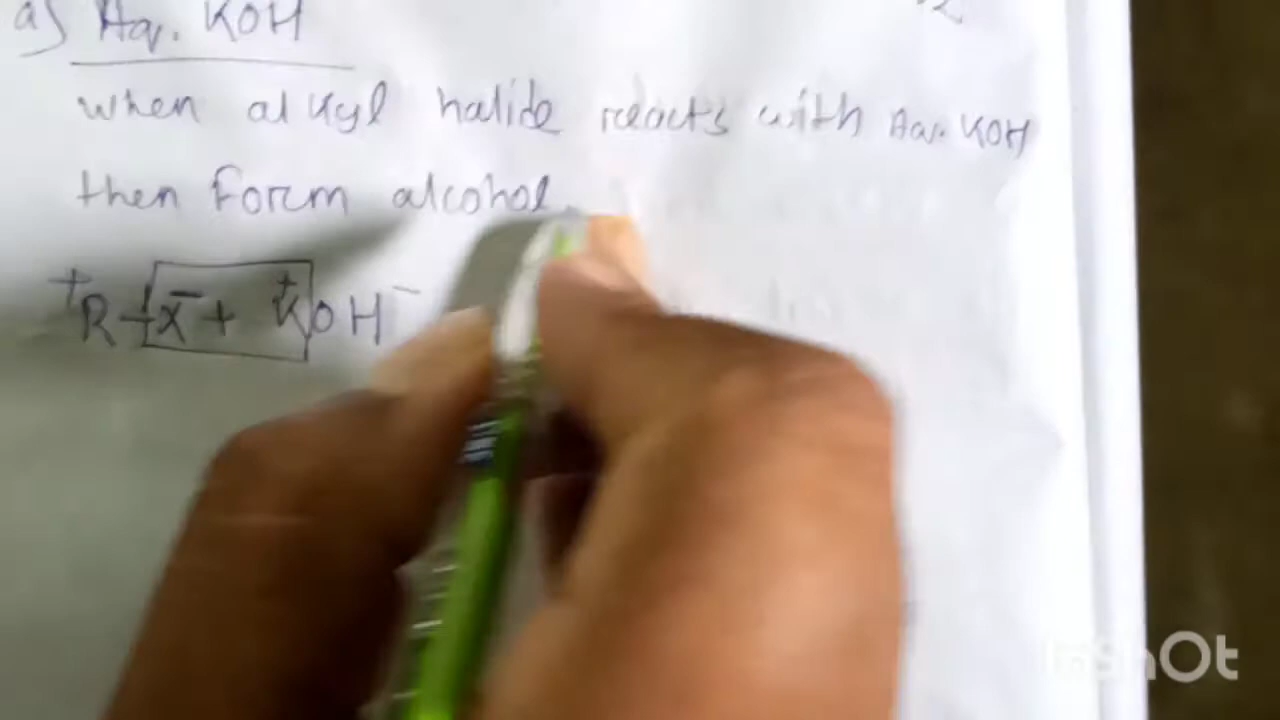 a) Aq. KOH
when alkyl halide reacts with Aq. KOH
then form alcohol.
+R-X⁻ + ⁺KOH⁻